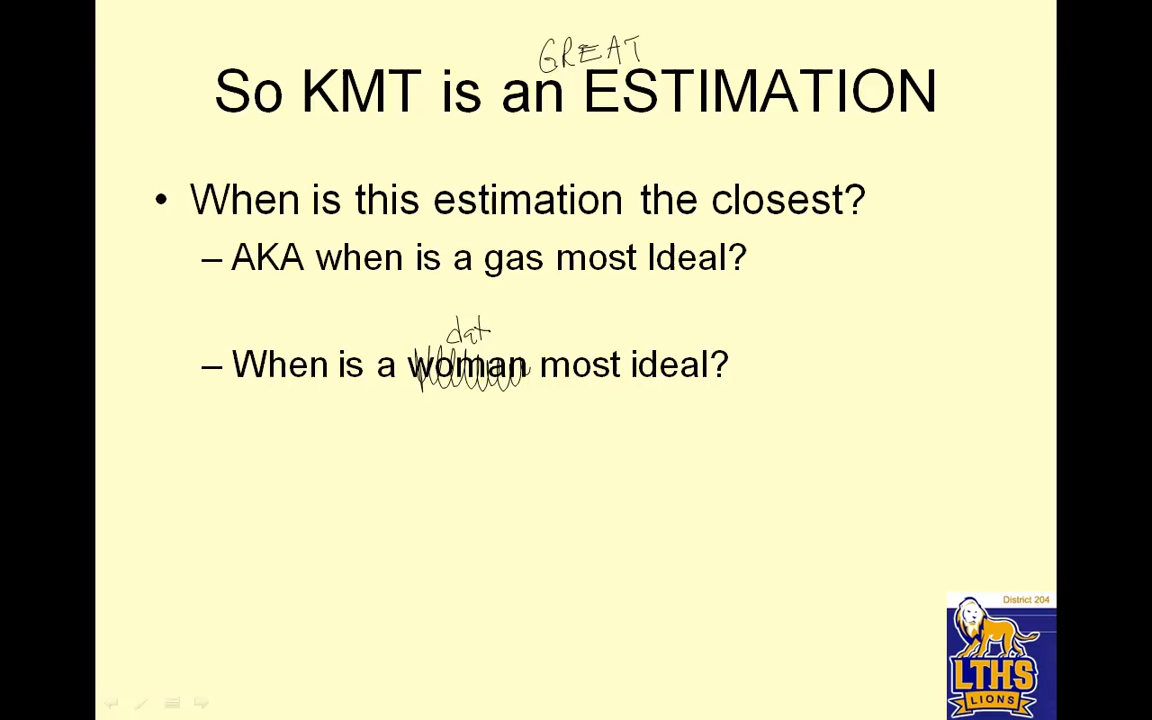 GREAT
So KMT is an ESTIMATION
• When is this estimation the closest?
– AKA when is a gas most Ideal?
dat
– When is a woman most ideal?
District 204
LTHS
LIONS